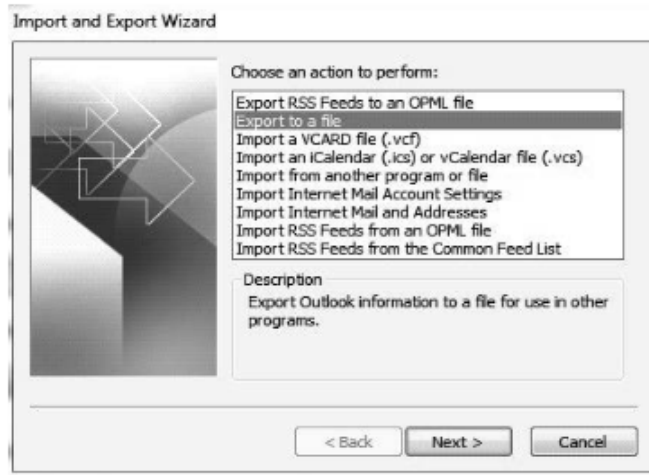 Import and Export Wizard
Choose an action to perform:
Export RSS Feeds to an OPML file
Export to a file
Import a VCARD file (.vcf)
Import an iCalendar (.ics) or vCalendar file (.vcs)
Import from another program or file
Import Internet Mail Account Settings
Import Internet Mail and Addresses
Import RSS Feeds from an OPML file
Import RSS Feeds from the Common Feed List
Description
Export Outlook information to a file for use in other
programs.
< Back Next > Cancel